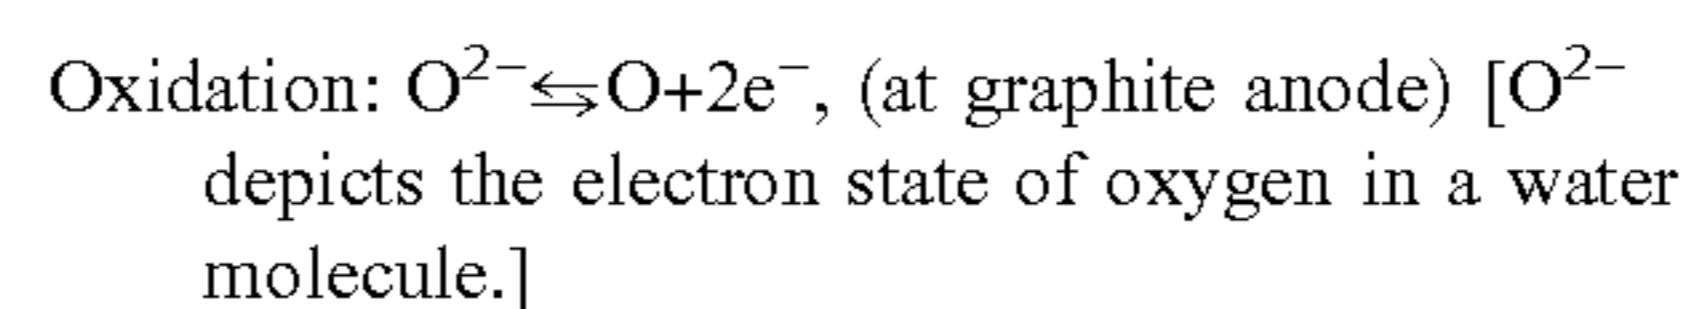 Oxidation: O²⁻⇆O+2e⁻, (at graphite anode) [O²⁻
depicts the electron state of oxygen in a water
molecule.]